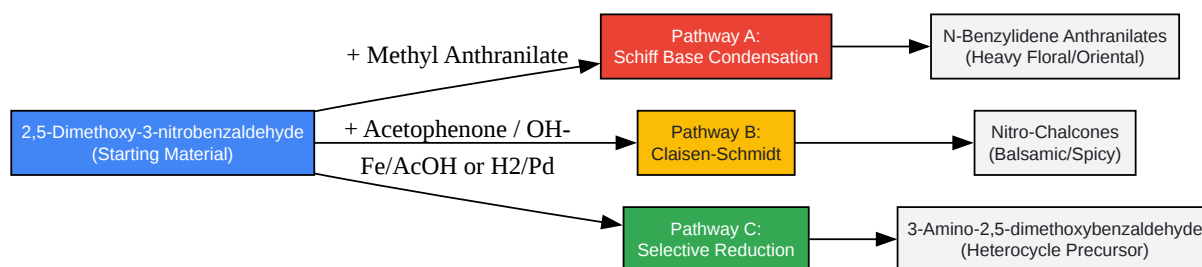 2,5-Dimethoxy-3-nitrobenzaldehyde
(Starting Material)
+ Methyl Anthranilate
+ Acetophenone / OH-
Fe/AcOH or H2/Pd
Pathway A:
Schiff Base Condensation
N-Benzylidene Anthranilates
(Heavy Floral/Oriental)
Pathway B:
Claisen-Schmidt
Nitro-Chalcones
(Balsamic/Spicy)
Pathway C:
Selective Reduction
3-Amino-2,5-dimethoxybenzaldehyde
(Heterocycle Precursor)